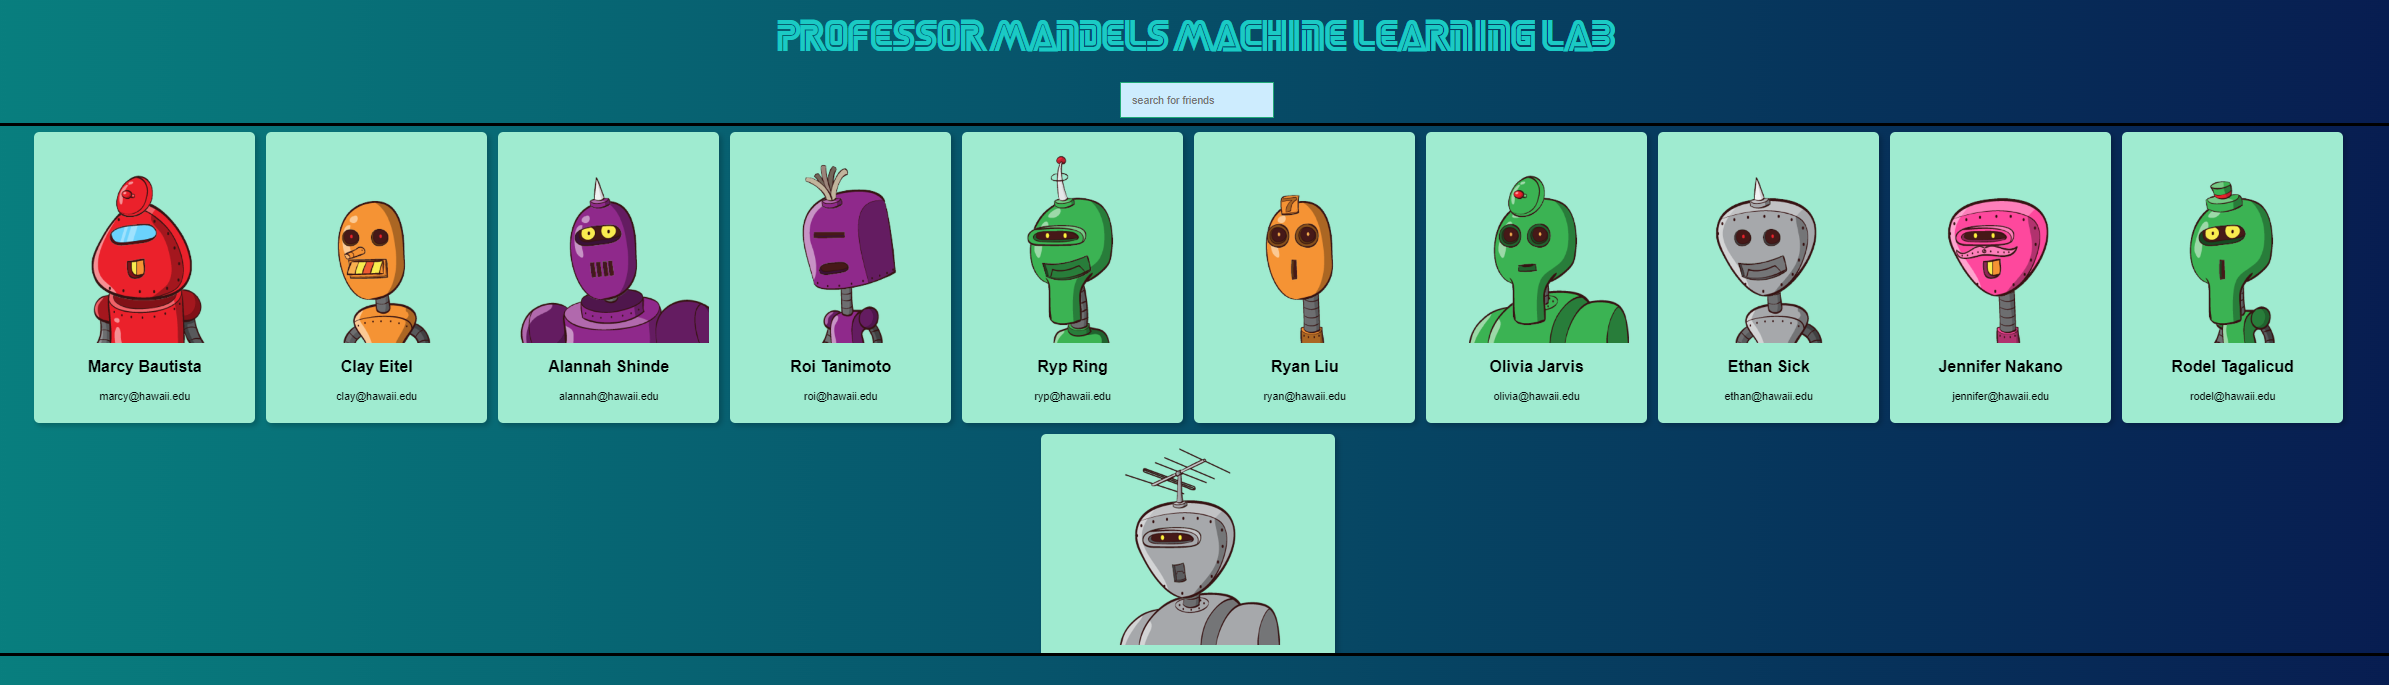 PROFESSOR MANDELS MACHINE LEARNING LAB
search for friends
7
Marcy Bautista
marcy@hawaii.edu
Clay Eitel
clay@hawaii.edu
Alannah Shinde
alannah@hawaii.edu
Roi Tanimoto
roi@hawaii.edu
Ryp Ring
ryp@hawaii.edu
Ryan Liu
ryan@hawaii.edu
Olivia Jarvis
olivia@hawaii.edu
Ethan Sick
ethan@hawaii.edu
Jennifer Nakano
jennifer@hawaii.edu
Rodel Tagalicud
rodel@hawaii.edu